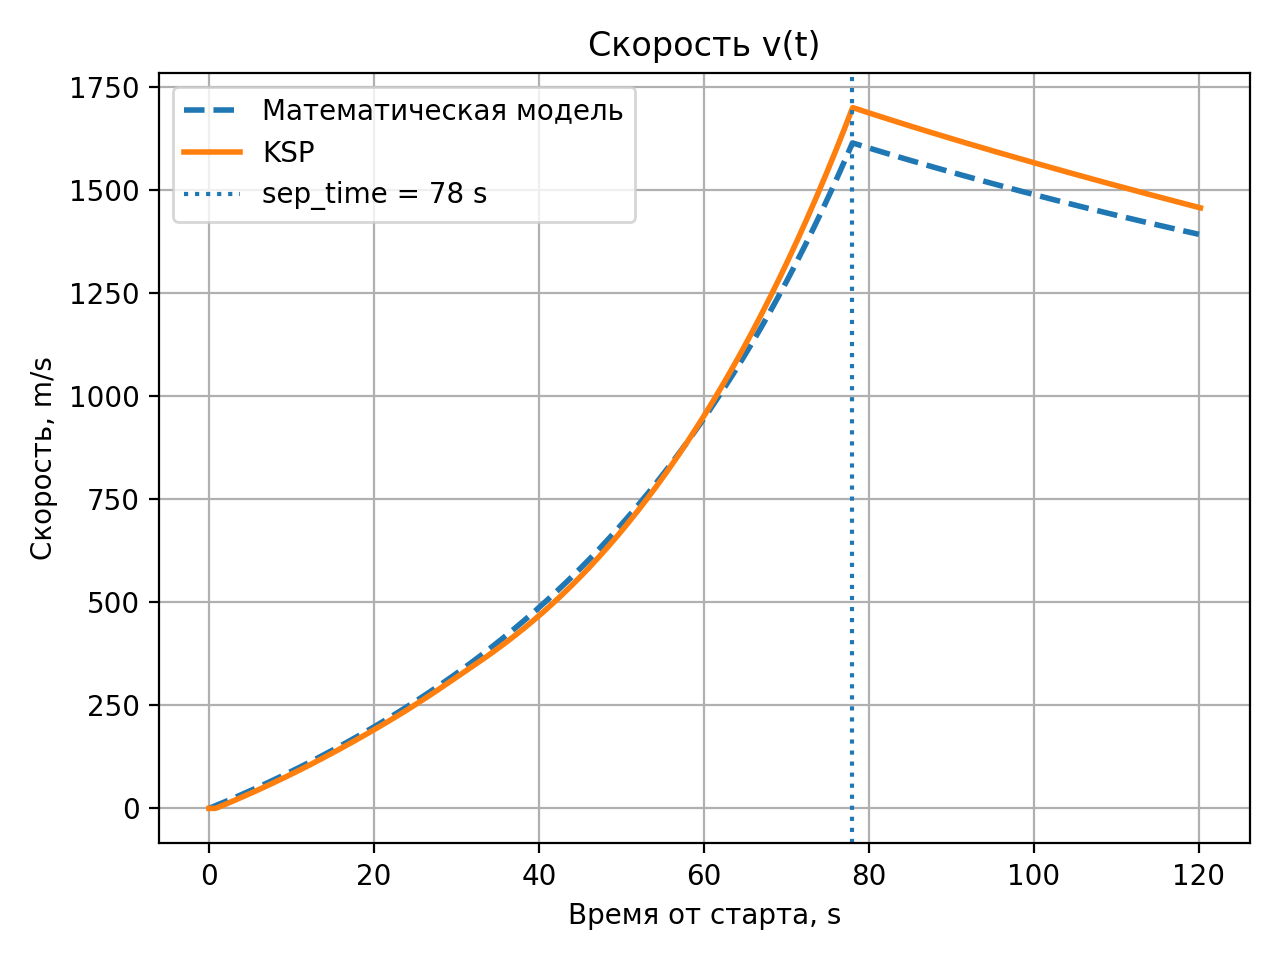 Скорость v(t)
Математическая модель
KSP
sep_time = 78 s
Скорость, m/s
1750
1500
1250
1000
750
500
250
0
0 20 40 60 80 100 120
Время от старта, s